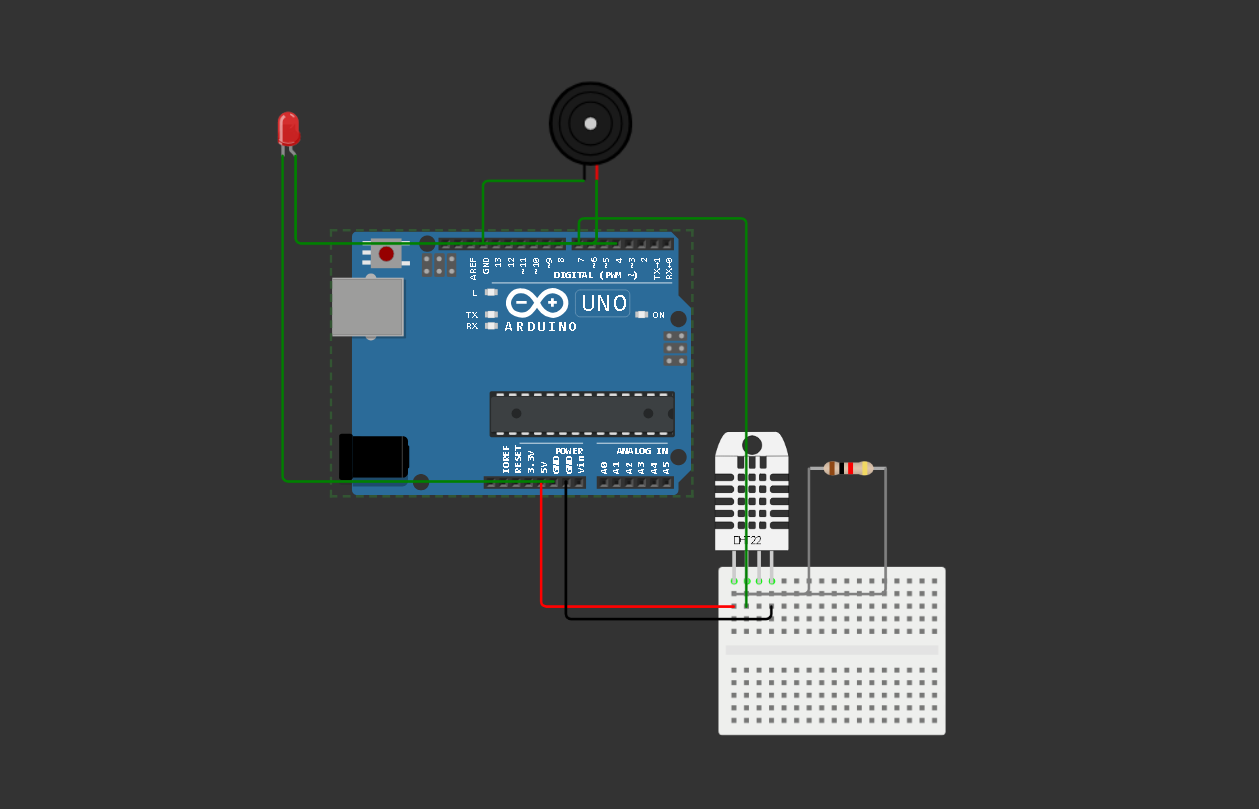 AREF
GND
13
12
~11
~10
~9
8
7
~6
~5
4
~3
2
TX→1
RX←0
DIGITAL (PWM ~)
L
TX
RX
UNO
ON
ARDUINO
POWER
ANALOG IN
IOREF
RESET
3.3V
5V
GND
GND
Vin
A0
A1
A2
A3
A4
A5
DHT22